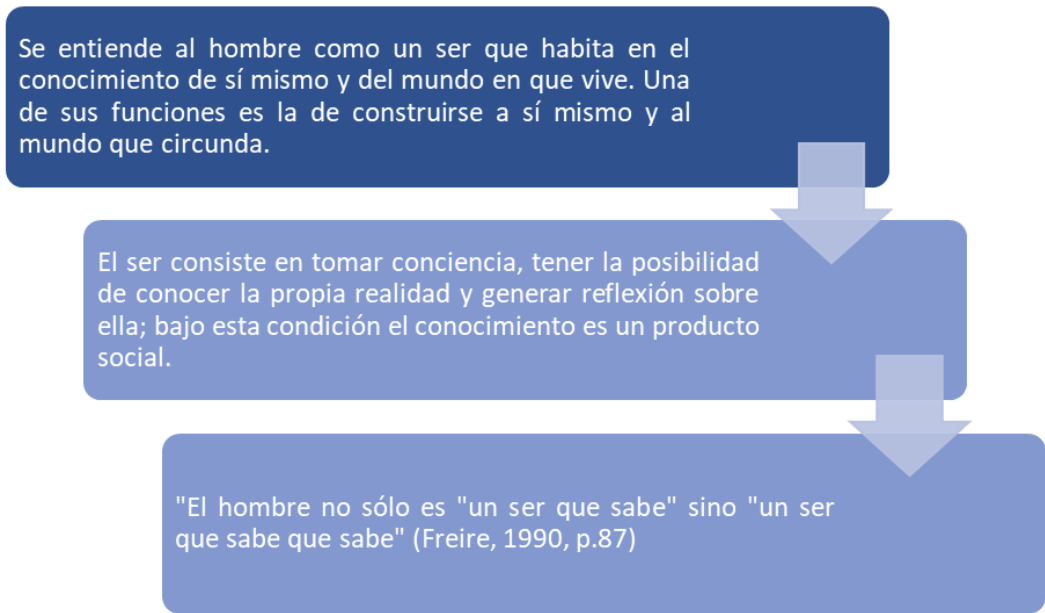 Se entiende al hombre como un ser que habita en el
conocimiento de sí mismo y del mundo en que vive. Una
de sus funciones es la de construirse a sí mismo y al
mundo que circunda.
El ser consiste en tomar conciencia, tener la posibilidad
de conocer la propia realidad y generar reflexión sobre
ella; bajo esta condición el conocimiento es un producto
social.
"El hombre no sólo es "un ser que sabe" sino "un ser
que sabe que sabe" (Freire, 1990, p.87)